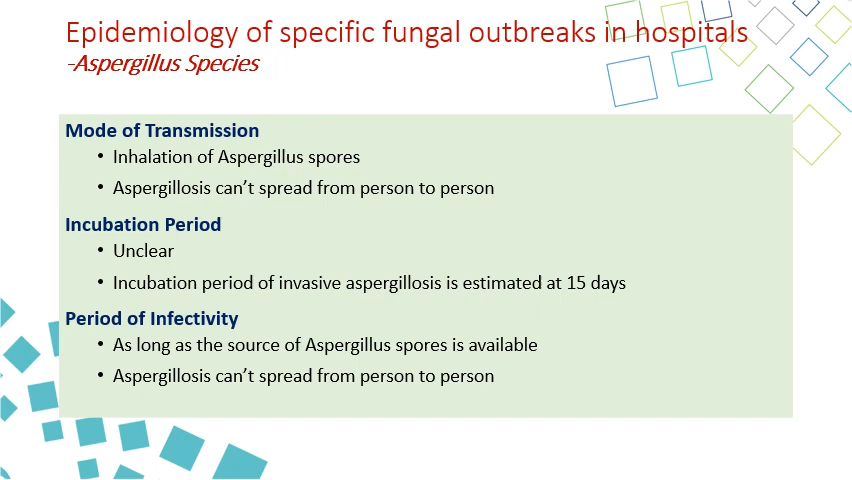 Epidemiology of specific fungal outbreaks in hospitals
-Aspergillus Species
Mode of Transmission
• Inhalation of Aspergillus spores
• Aspergillosis can’t spread from person to person
Incubation Period
• Unclear
• Incubation period of invasive aspergillosis is estimated at 15 days
Period of Infectivity
• As long as the source of Aspergillus spores is available
• Aspergillosis can’t spread from person to person